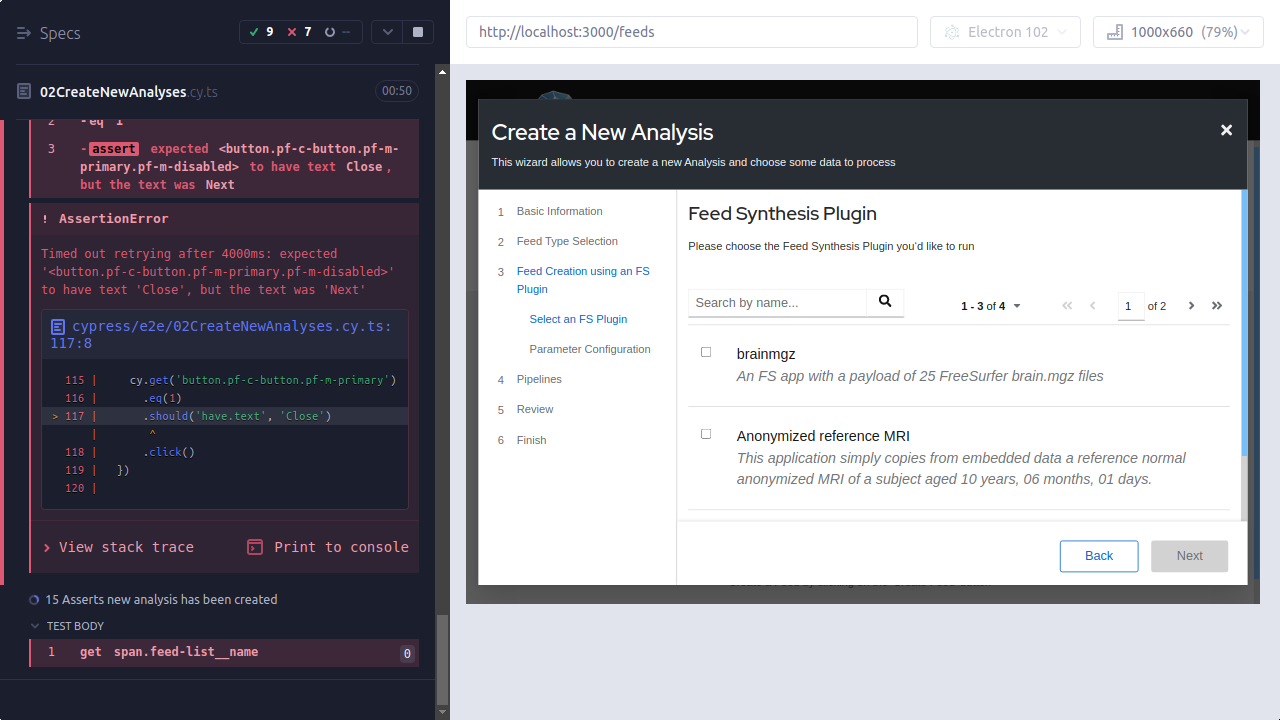 Specs
9 7 --
02CreateNewAnalyses.cy.ts 00:50
2 -eq 1
3 -assert expected <button.pf-c-button.pf-m-
primary.pf-m-disabled> to have text Close,
but the text was Next
! AssertionError
Timed out retrying after 4000ms: expected
'<button.pf-c-button.pf-m-primary.pf-m-disabled>'
to have text 'Close', but the text was 'Next'
cypress/e2e/02CreateNewAnalyses.cy.ts:
117:8
115 | cy.get('button.pf-c-button.pf-m-primary')
116 | .eq(1)
> 117 | .should('have.text', 'Close')
| ^
118 | .click()
119 | })
120 |
> View stack trace Print to console
15 Asserts new analysis has been created
TEST BODY
1 get span.feed-list__name 0
http://localhost:3000/feeds
Electron 102
1000x660 (79%)
Create a New Analysis
This wizard allows you to create a new Analysis and choose some data to process
1 Basic Information
2 Feed Type Selection
3 Feed Creation using an FS
Plugin
Select an FS Plugin
Parameter Configuration
4 Pipelines
5 Review
6 Finish
Feed Synthesis Plugin
Please choose the Feed Synthesis Plugin you'd like to run
Search by name...
1 - 3 of 4
1 of 2
brainmgz
An FS app with a payload of 25 FreeSurfer brain.mgz files
Anonymized reference MRI
This application simply copies from embedded data a reference normal
anonymized MRI of a subject aged 10 years, 06 months, 01 days.
Back
Next